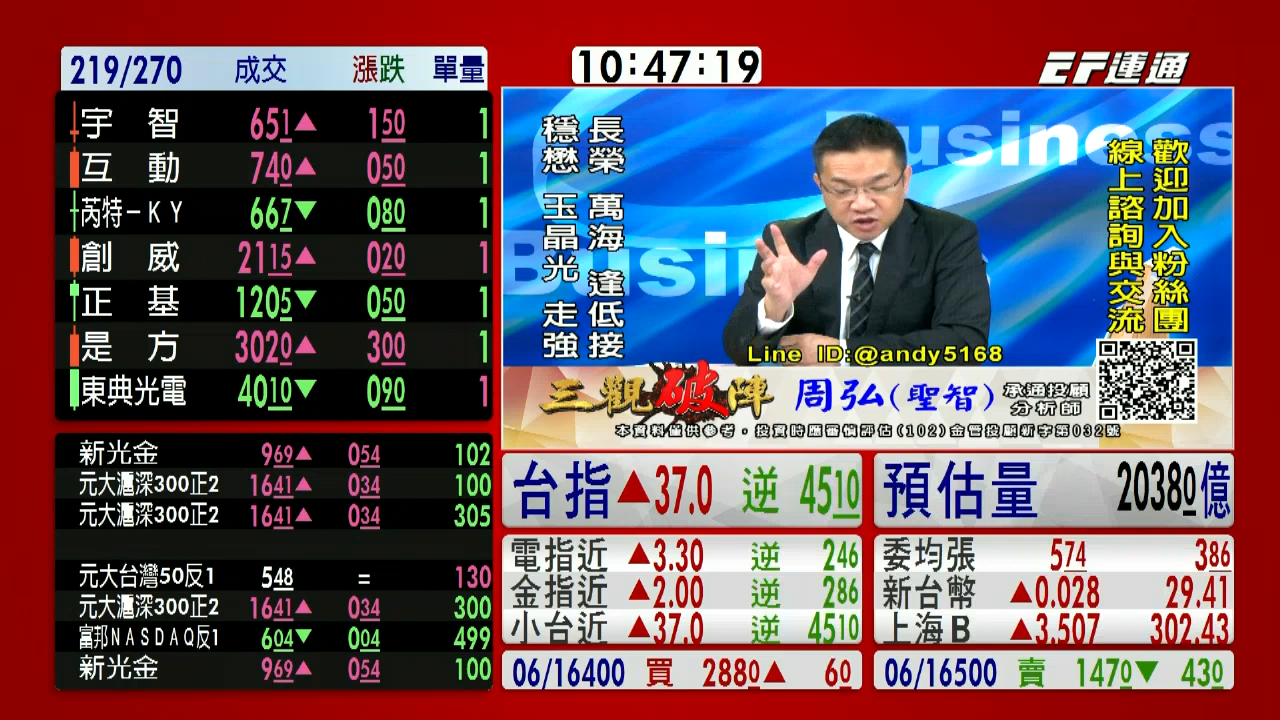 219/270 成交 漲跌 單量
宇智 651▲ 150 1
互動 740▲ 050 1
芮特－KY 667▼ 080 1
創威 2115▲ 020 1
正基 1205▼ 050 1
是方 3020▲ 300 1
東典光電 4010▼ 090 1
新光金 969▲ 054 102
元大滬深300正2 1641▲ 034 100
元大滬深300正2 1641▲ 034 305
元大台灣50反1 548 = 130
元大滬深300正2 1641▲ 034 300
富邦NASDAQ反1 604▼ 004 499
新光金 969▲ 054 100
10:47:19
EF運通
Business
Business
長榮 萬海 逢低接
穩懋 玉晶光 走強
歡迎加入粉絲團
線上諮詢與交流
Line ID:@andy5168
三觀破陣 周弘(聖智) 承通投顧
分析師
本資料僅供參考，投資時應審慎評估(102)金管投顧新字第032號
台指▲37.0 逆 4510
預估量 20380億
電指近 ▲3.30 逆 246
金指近 ▲2.00 逆 286
小台近 ▲37.0 逆 4510
委均張 574 386
新台幣 ▲0.028 29.41
上海B ▲3.507 302.43
06/16400 買 2880▲ 60
06/16500 賣 1470▼ 430